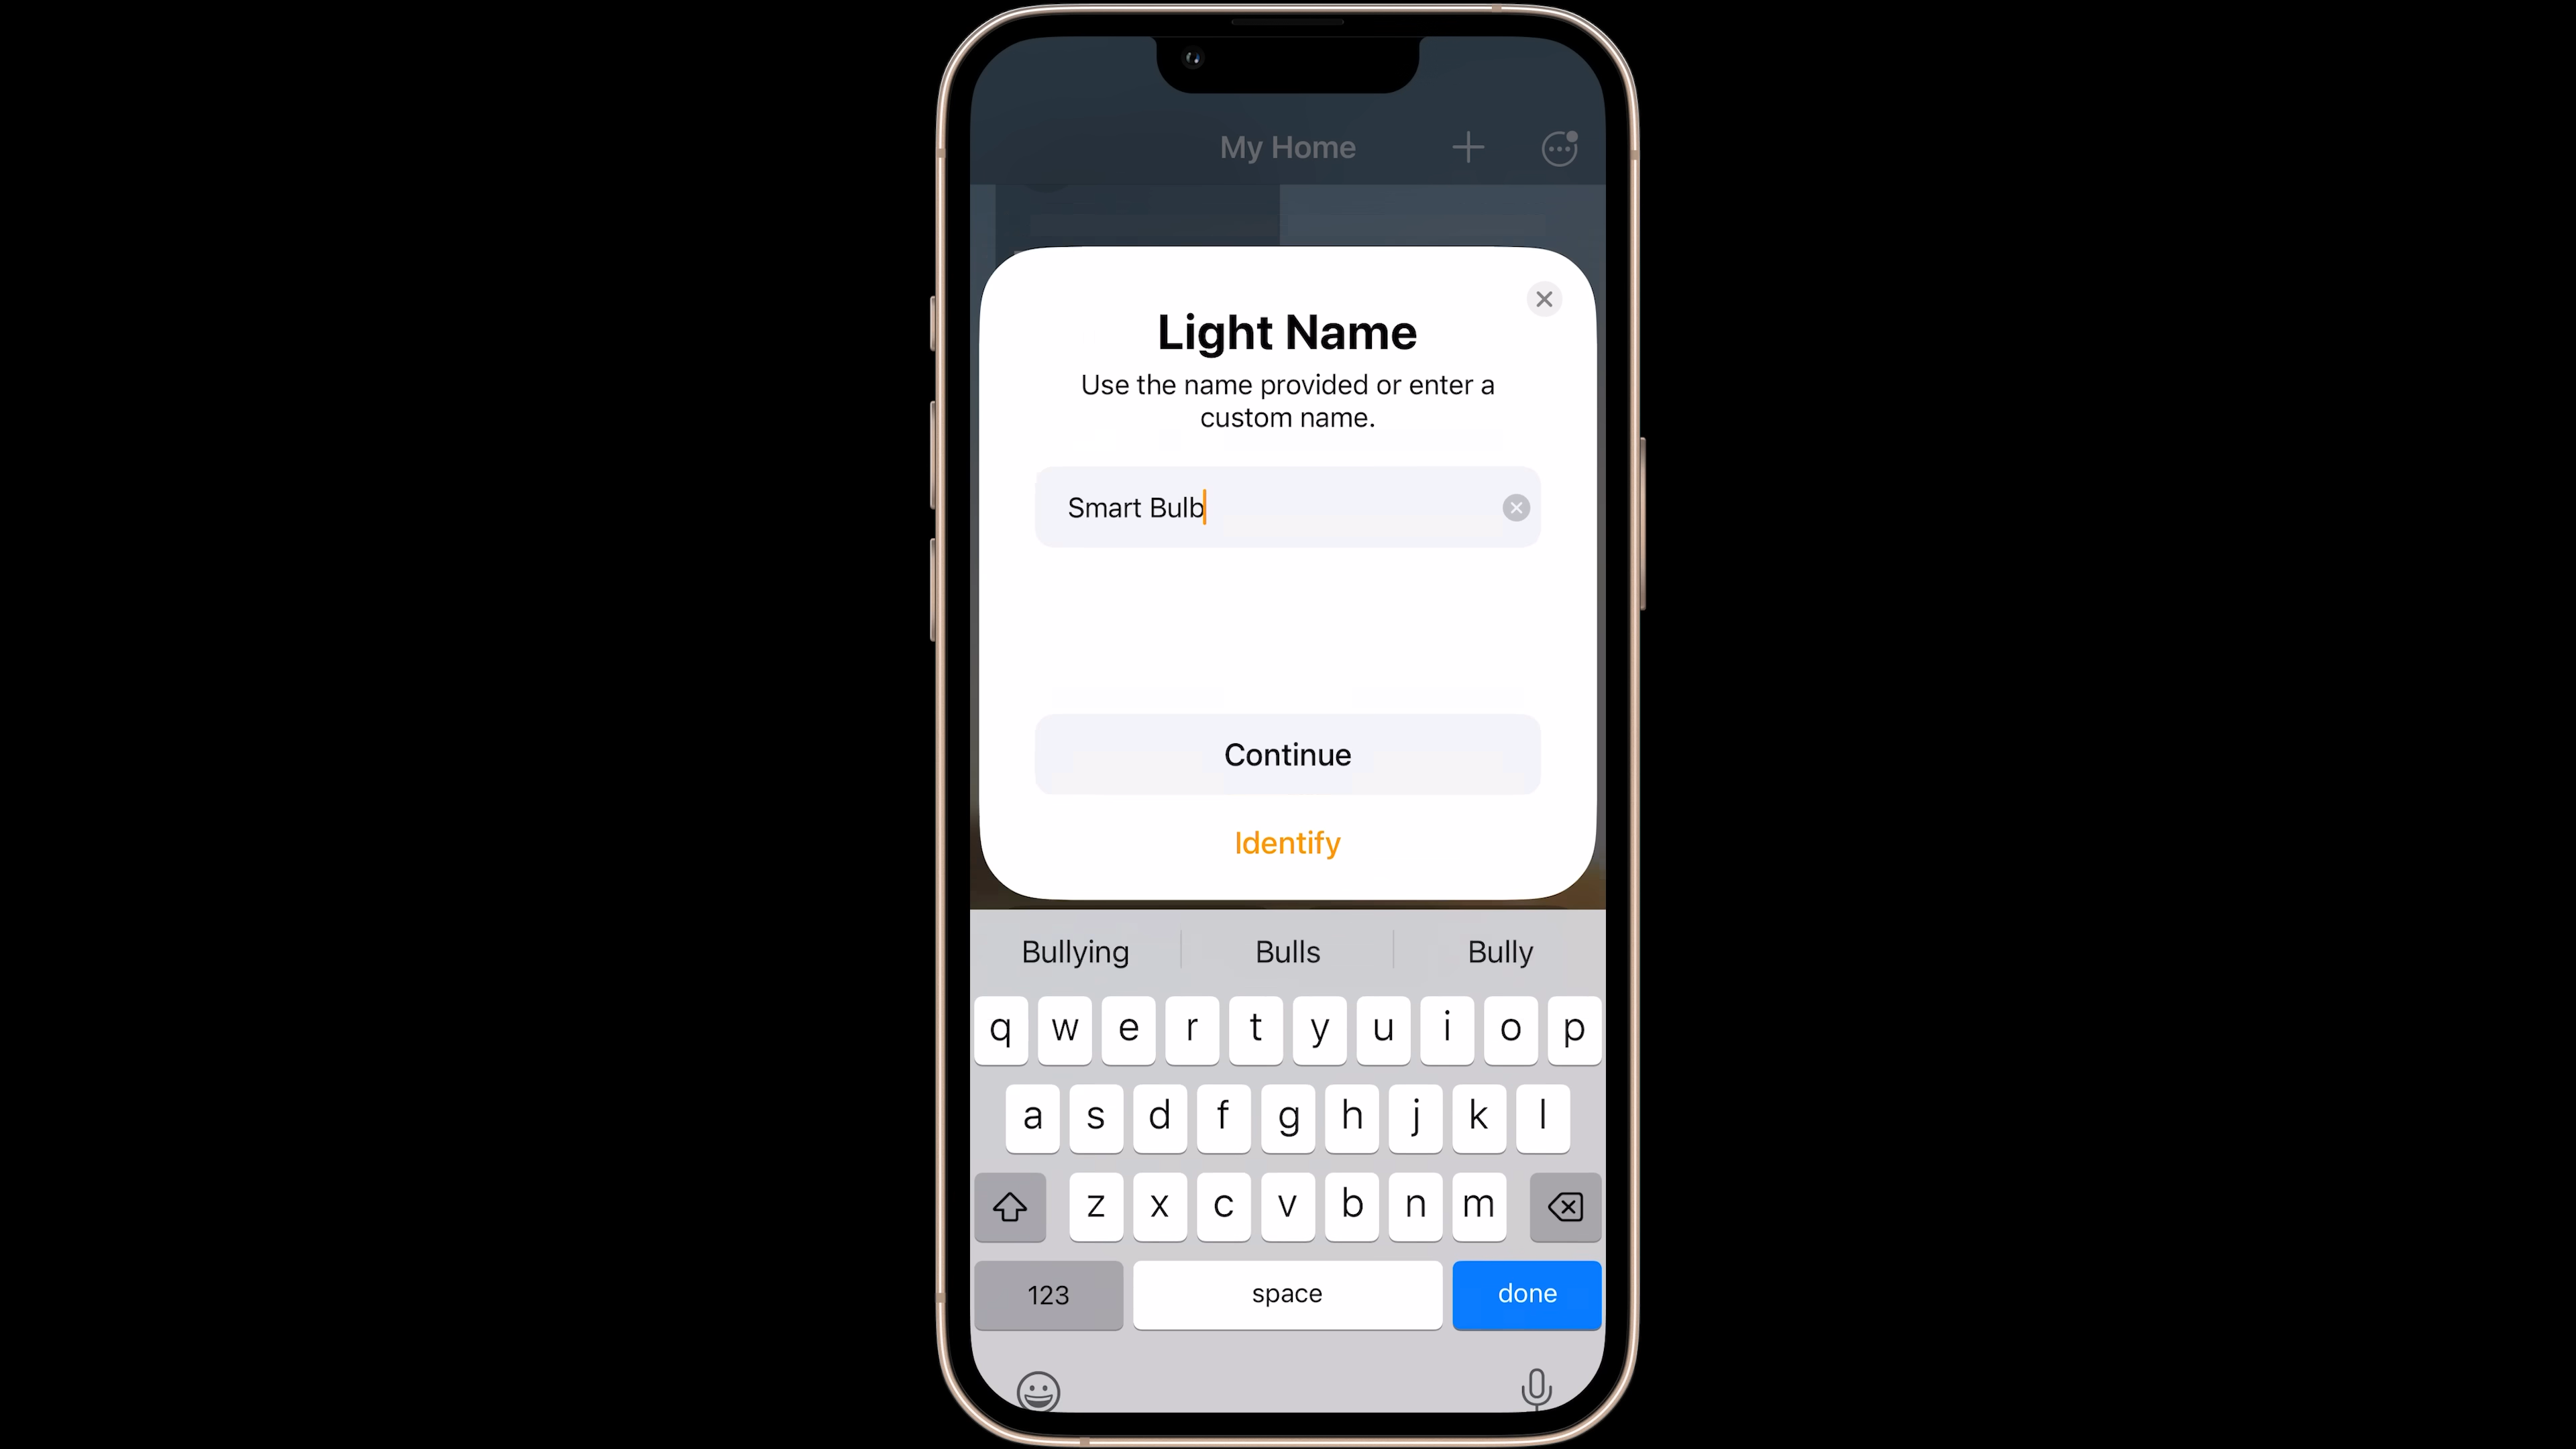 My Home
Light Name
Use the name provided or enter a
custom name.
Smart Bulb
Continue
Identify
Bullying Bulls Bully
q w e r t y u i o p
a s d f g h j k l
z x c v b n m
123 space done